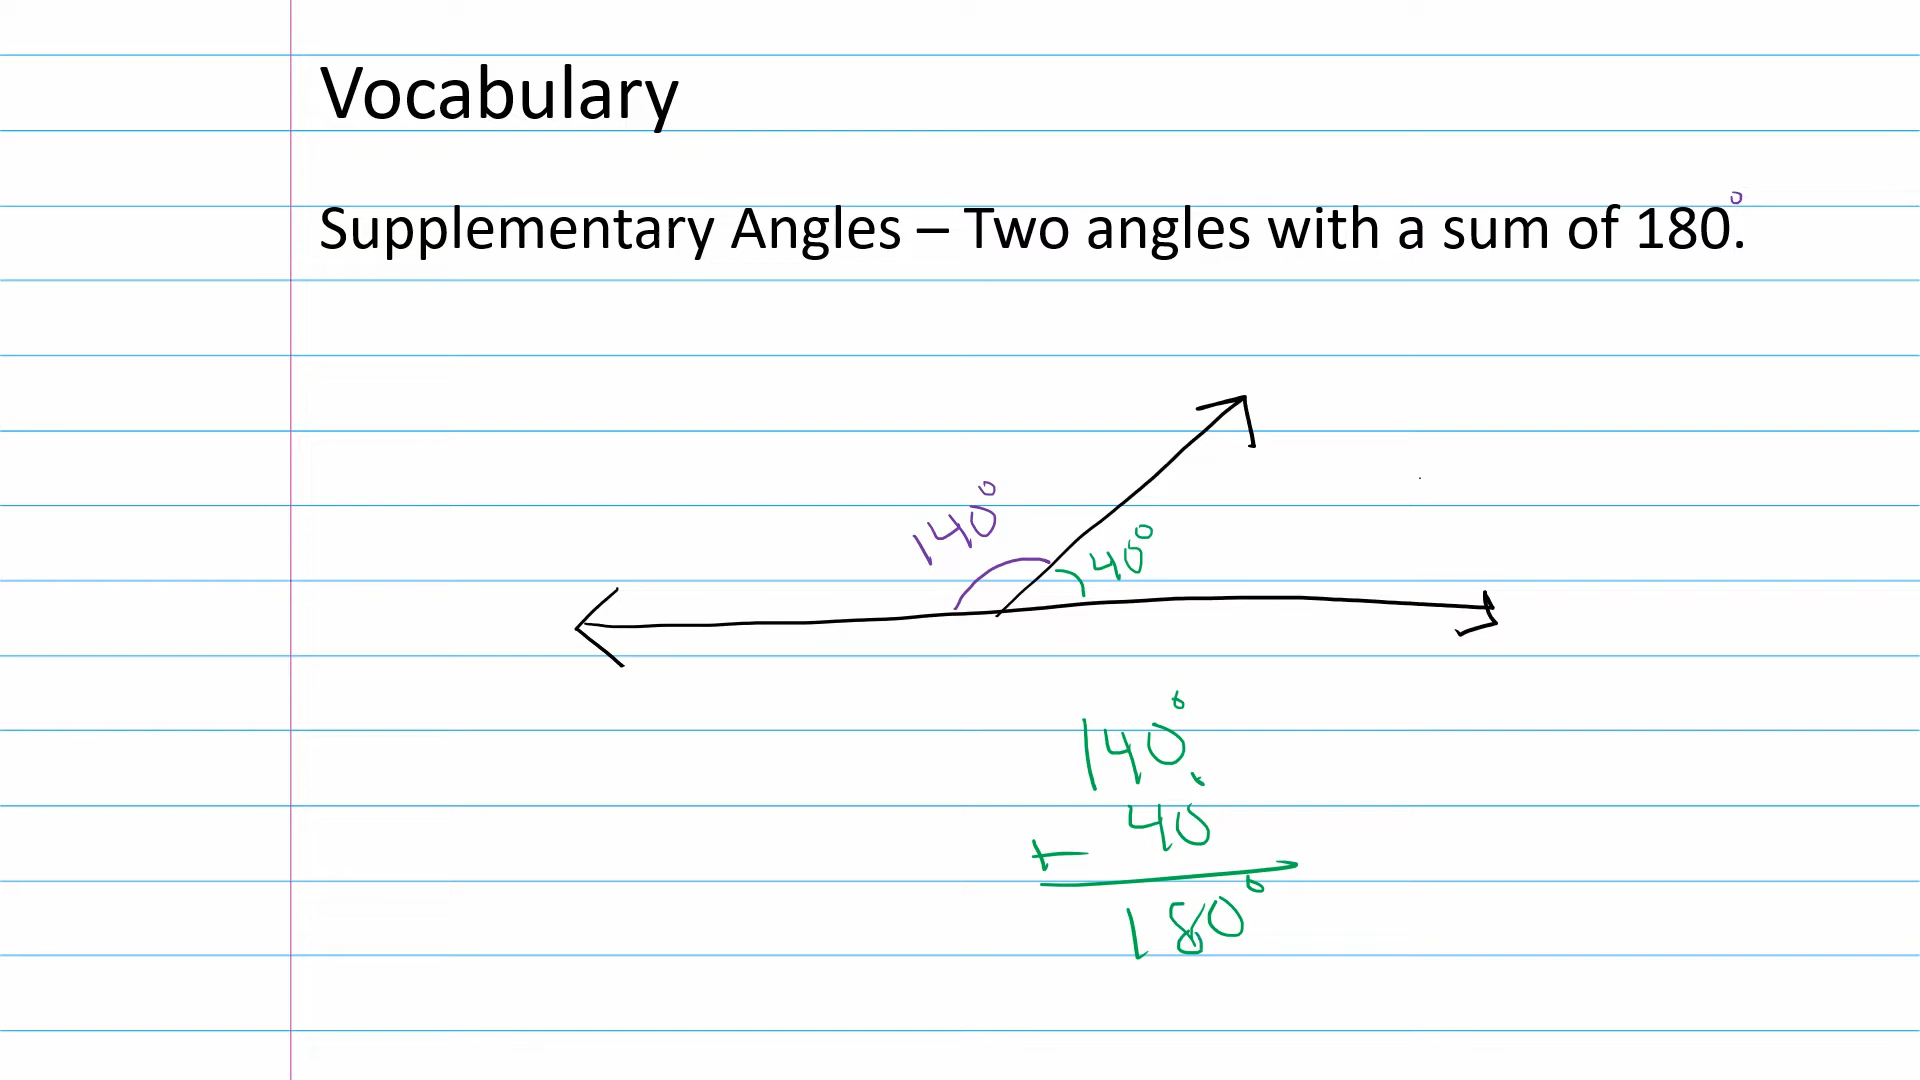 Vocabulary
Supplementary Angles – Two angles with a sum of 180°.
140°
40°
140°
+ 40°
180°